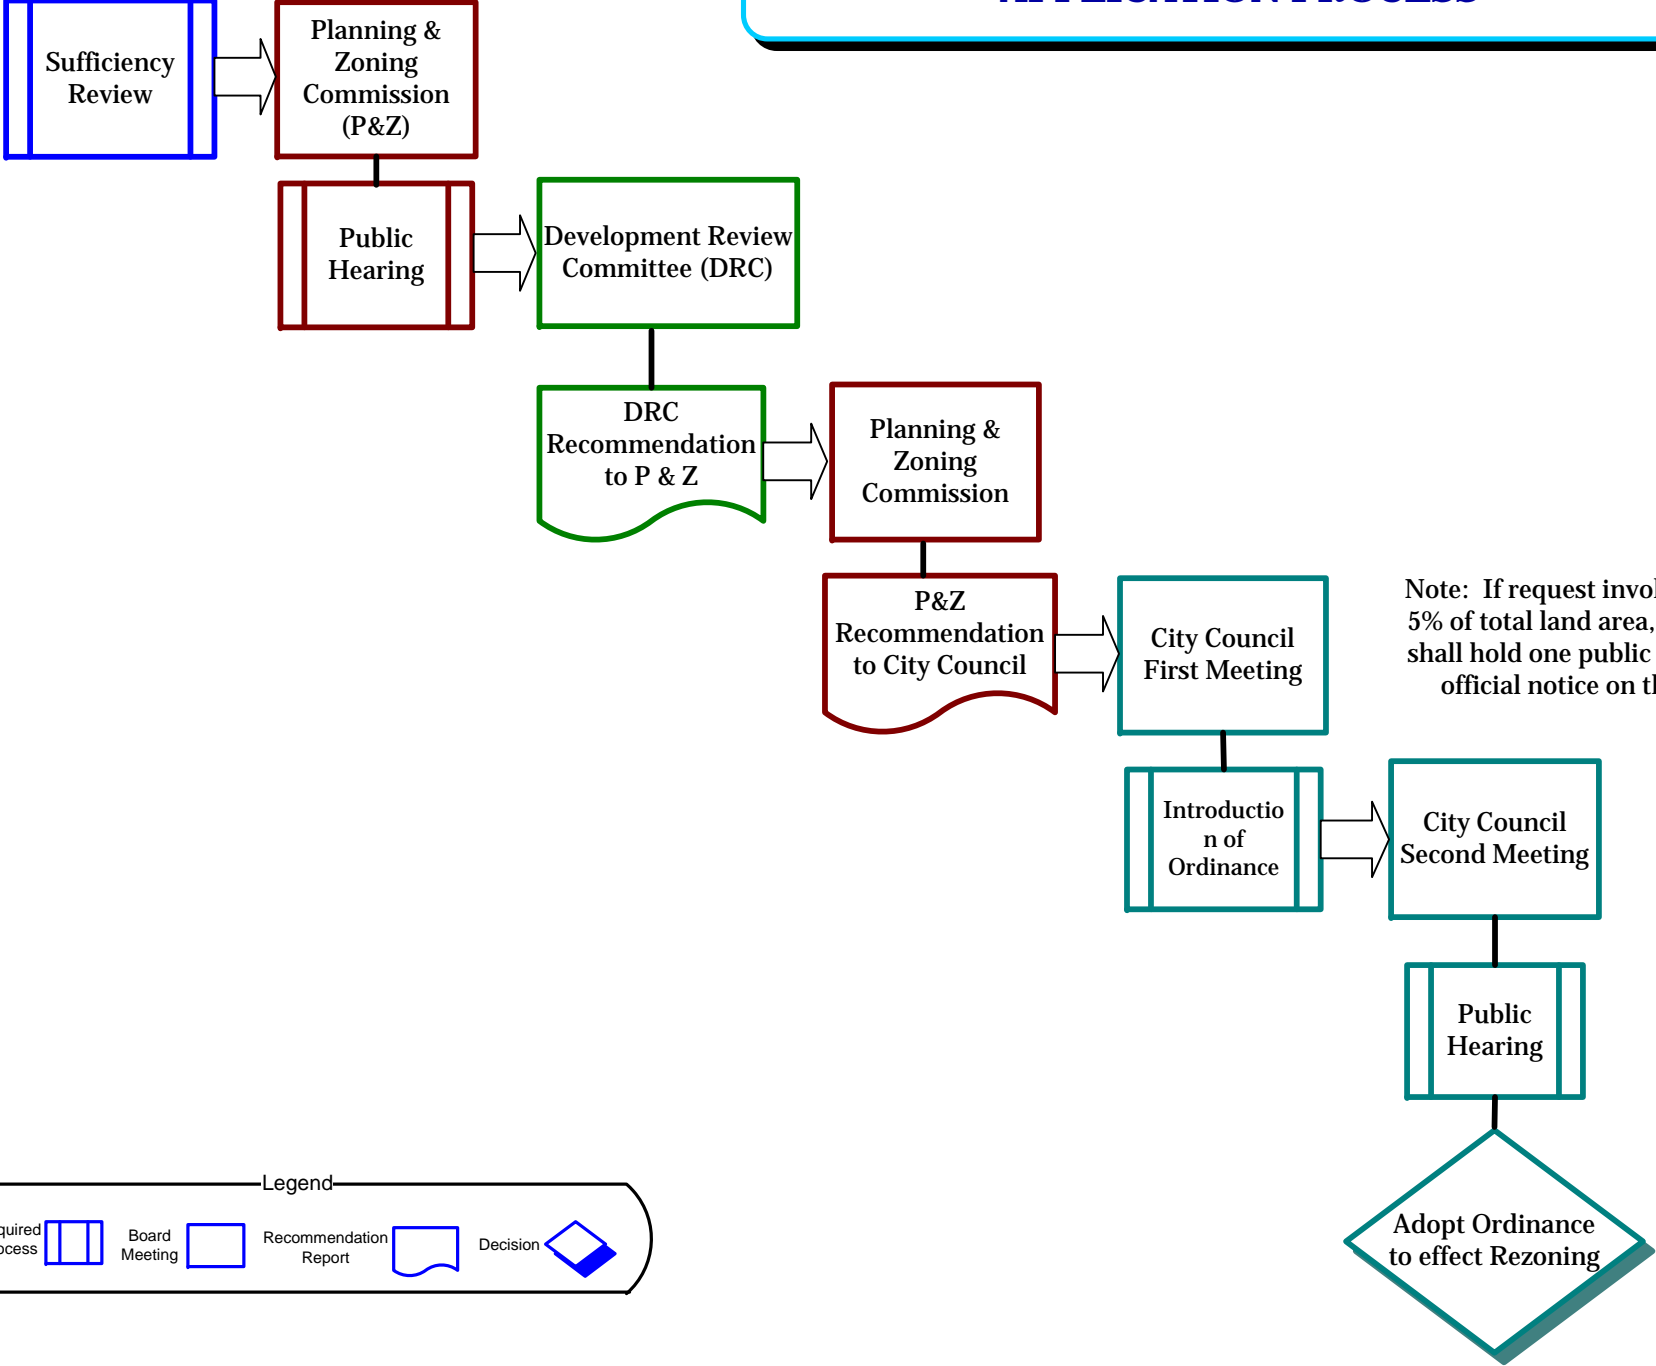 APPLICATION PROCESS
Sufficiency
Review
Planning &
Zoning
Commission
(P&Z)
Public
Hearing
Development Review
Committee (DRC)
DRC
Recommendation
to P & Z
Planning &
Zoning
Commission
P&Z
Recommendation
to City Council
City Council
First Meeting
Note: If request
5% of total land area,
shall hold one public
official notice on
Introductio
n of
Ordinance
City Council
Second Meeting
Public
Hearing
Adopt Ordinance
to effect Rezoning
Legend
Board
Meeting
Recommendation
Report
Decision